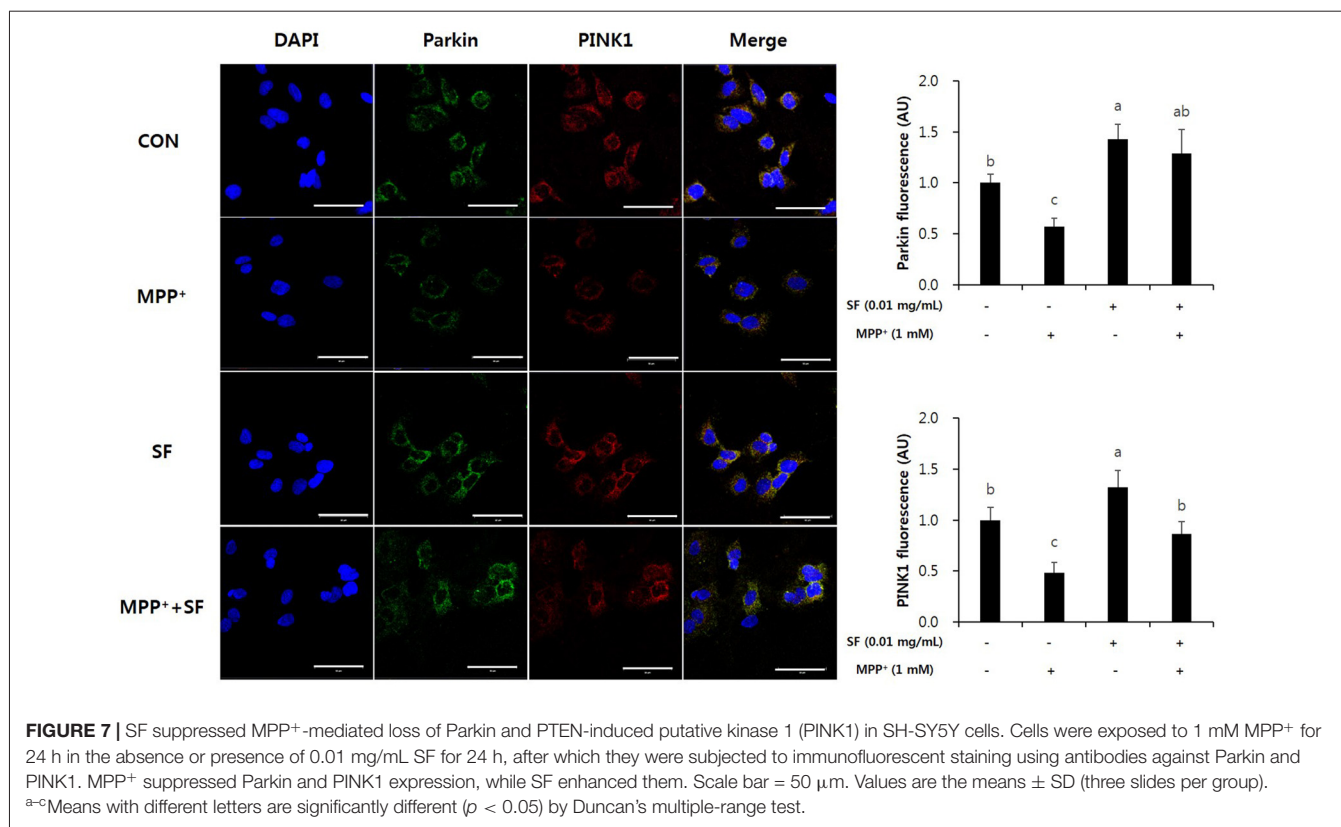 DAPI Parkin PINK1 Merge
CON
MPP⁺
SF
MPP⁺+SF
Parkin fluorescence (AU)
2.0
1.5
1.0
0.5
0.0
b c a ab
SF (0.01 mg/mL) - - + +
MPP⁺ (1 mM) - + - +
PINK1 fluorescence (AU)
2.0
1.5
1.0
0.5
0.0
b c a b
SF (0.01 mg/mL) - - + +
MPP⁺ (1 mM) - + - +
FIGURE 7 | SF suppressed MPP⁺-mediated loss of Parkin and PTEN-induced putative kinase 1 (PINK1) in SH-SY5Y cells. Cells were exposed to 1 mM MPP⁺ for
24 h in the absence or presence of 0.01 mg/mL SF for 24 h, after which they were subjected to immunofluorescent staining using antibodies against Parkin and
PINK1. MPP⁺ suppressed Parkin and PINK1 expression, while SF enhanced them. Scale bar = 50 μm. Values are the means ± SD (three slides per group).
a–cMeans with different letters are significantly different (p < 0.05) by Duncan's multiple-range test.